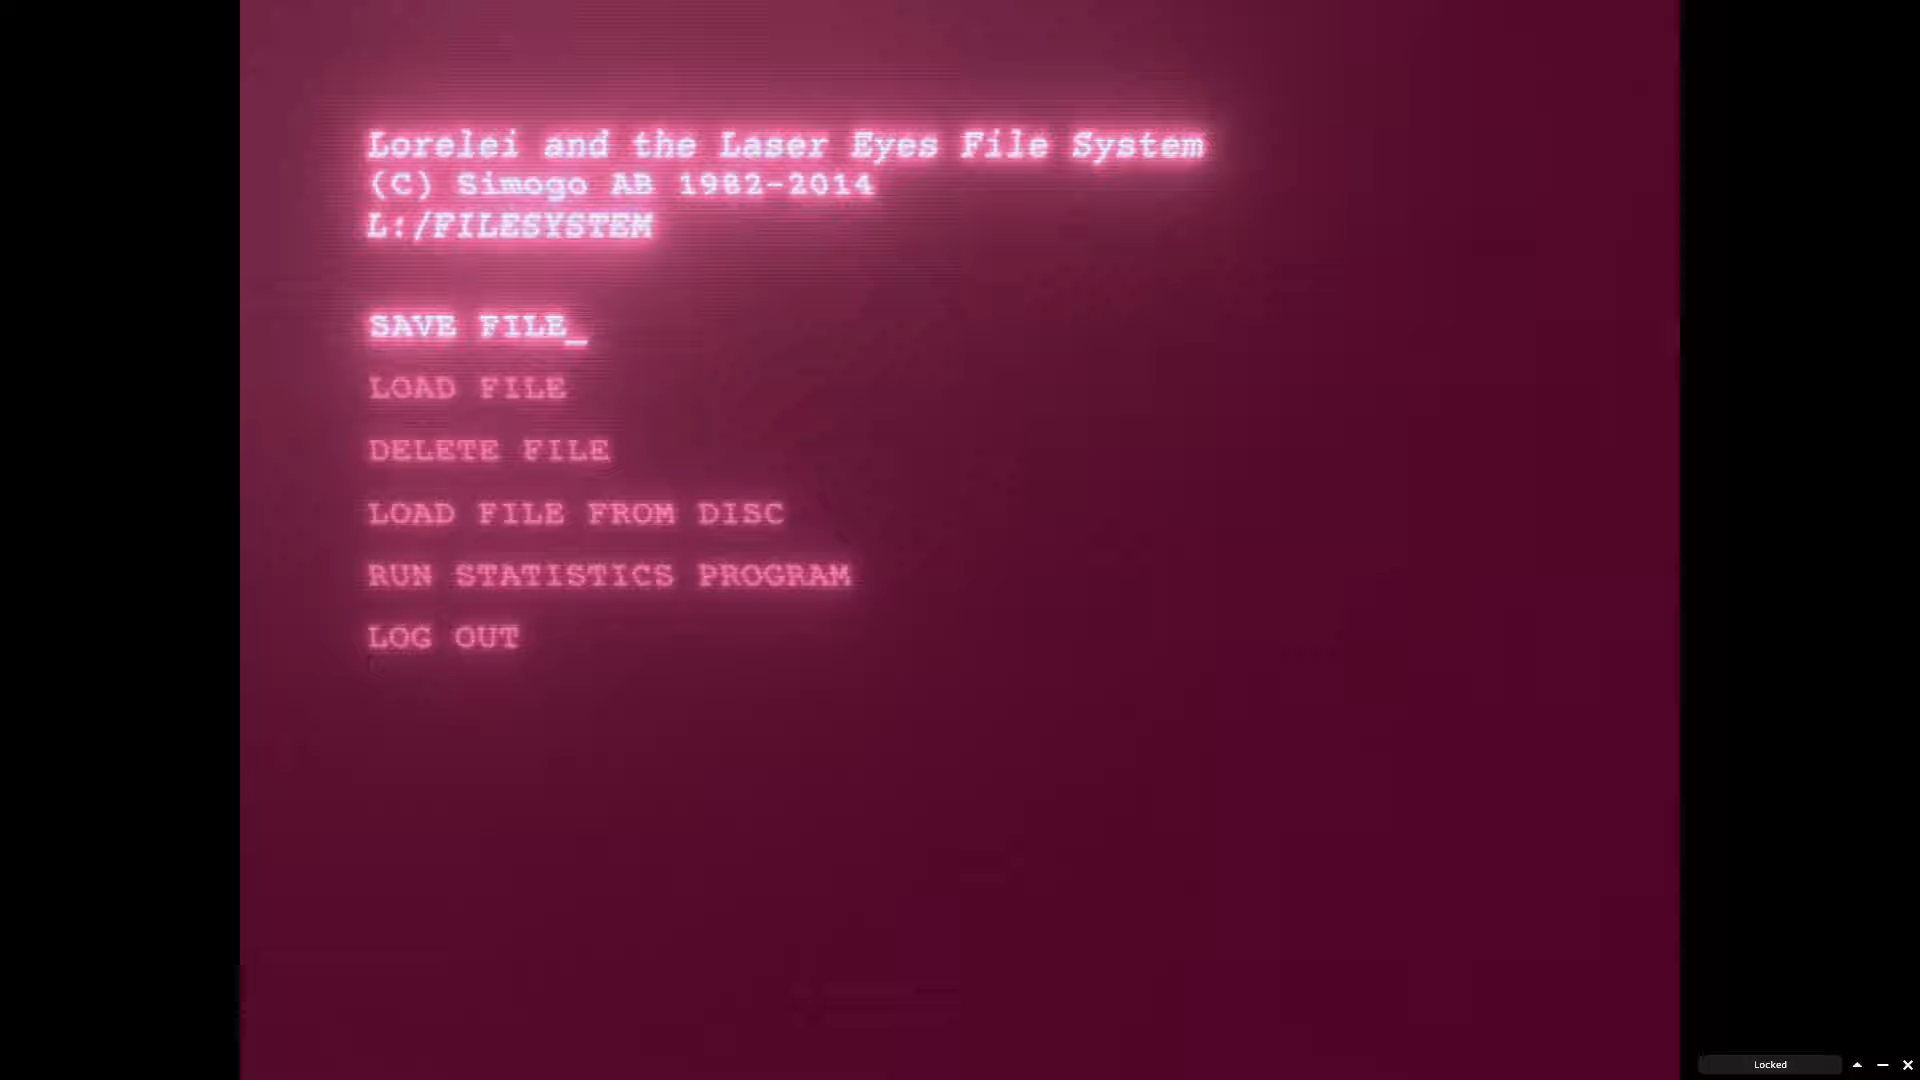 Lorelei and the Laser Eyes File System
(C) Simogo AB 1982-2014
L:/FILESYSTEM
SAVE FILE_
LOAD FILE
DELETE FILE
LOAD FILE FROM DISC
RUN STATISTICS PROGRAM
LOG OUT
Locked